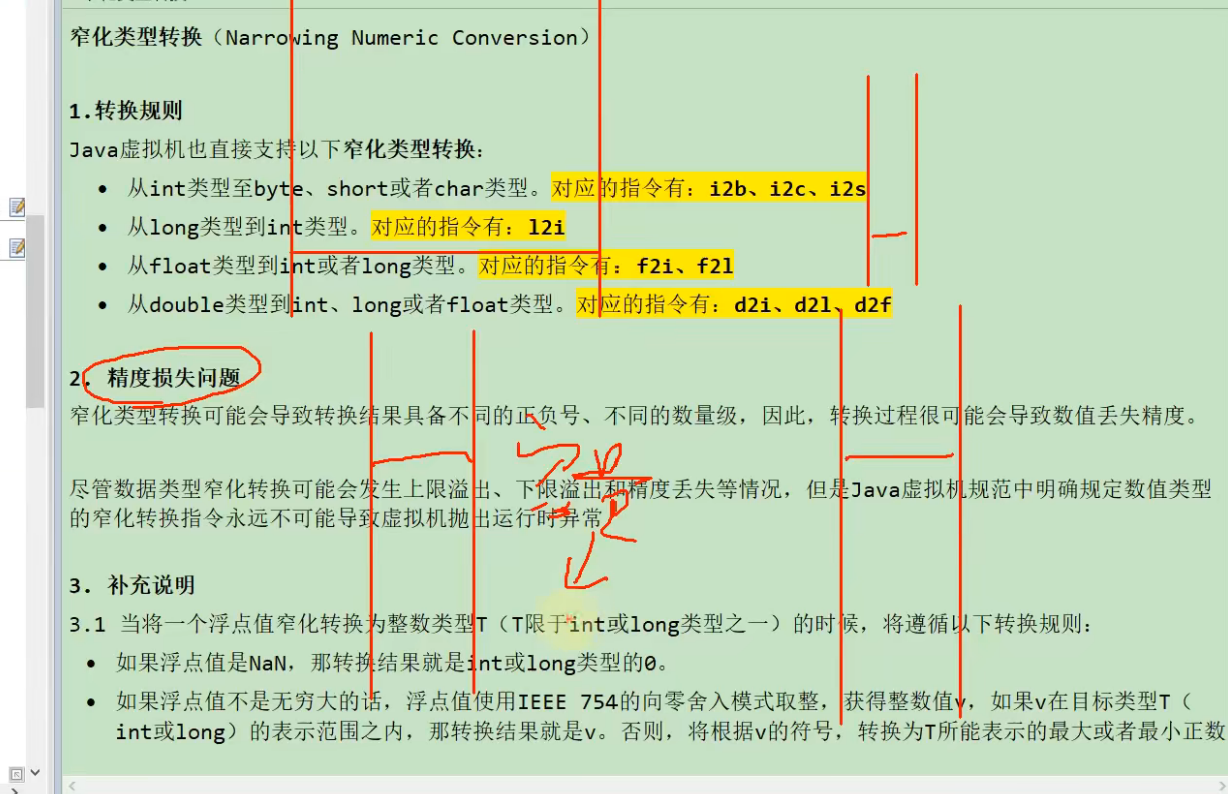 窄化类型转换（Narrowing Numeric Conversion）
1.转换规则
Java虚拟机也直接支持以下窄化类型转换：
• 从int类型至byte、short或者char类型。对应的指令有：i2b、i2c、i2s
• 从long类型到int类型。对应的指令有：l2i
• 从float类型到int或者long类型。对应的指令有：f2i、f2l
• 从double类型到int、long或者float类型。对应的指令有：d2i、d2l、d2f
2. 精度损失问题
窄化类型转换可能会导致转换结果具备不同的正负号、不同的数量级，因此，转换过程很可能会导致数值丢失精度。
尽管数据类型窄化转换可能会发生上限溢出、下限溢出和精度丢失等情况，但是Java虚拟机规范中明确规定数值类型
的窄化转换指令永远不可能导致虚拟机抛出运行时异常
3. 补充说明
3.1 当将一个浮点值窄化转换为整数类型T（T限于int或long类型之一）的时候，将遵循以下转换规则：
• 如果浮点值是NaN，那转换结果就是int或long类型的0。
• 如果浮点值不是无穷大的话，浮点值使用IEEE 754的向零舍入模式取整，获得整数值v，如果v在目标类型T（
int或long）的表示范围之内，那转换结果就是v。否则，将根据v的符号，转换为T所能表示的最大或者最小正数